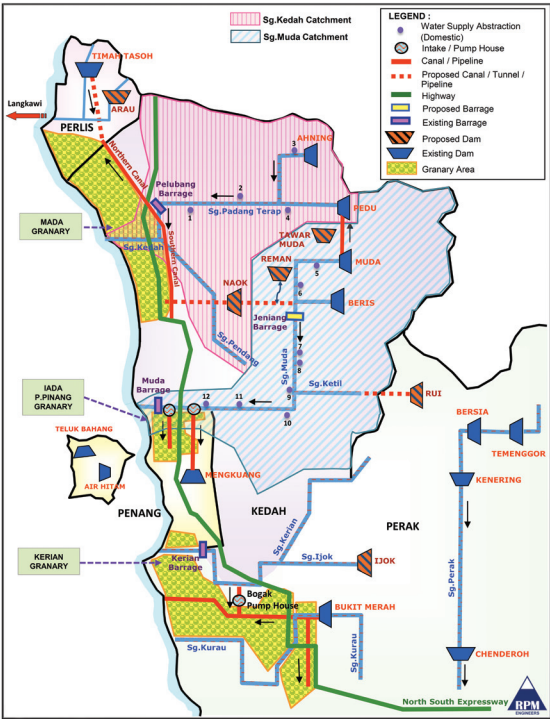 Sg.Kedah Catchment
Sg.Muda Catchment
LEGEND :
Water Supply Abstraction
(Domestic)
Intake / Pump House
Canal / Pipeline
Proposed Canal / Tunnel /
Pipeline
Highway
Proposed Barrage
Existing Barrage
Proposed Dam
Existing Dam
Granary Area
TIMAH TASOH
Langkawi
ARAU
PERLIS
Northern Canal
AHNING
3
Pelubang
Barrage
2
1
4
Sg.Padang Terap
PEDU
MADA
GRANARY
Sg.Kedah
Southern Canal
TAWAR
MUDA
REMAN
MUDA
5
NAOK
6
BERIS
Jeniang
Barrage
Sg.Pendang
7
8
Sg.Muda
Sg.Ketil
9
RUI
IADA
P.PINANG
GRANARY
Muda
Barrage
12
11
10
BERSIA
TEMENGGOR
TELUK BAHANG
AIR HITAM
MENGKUANG
KENERING
PENANG
KEDAH
PERAK
Sg.Kerian
KERIAN
GRANARY
Kerian
Barrage
Sg.Ijok
IJOK
Sg.Perak
Bogak
Pump House
BUKIT MERAH
Sg.Kurau
Sg.Kurau
CHENDEROH
North South Expressway
RPM
ENGINEERS